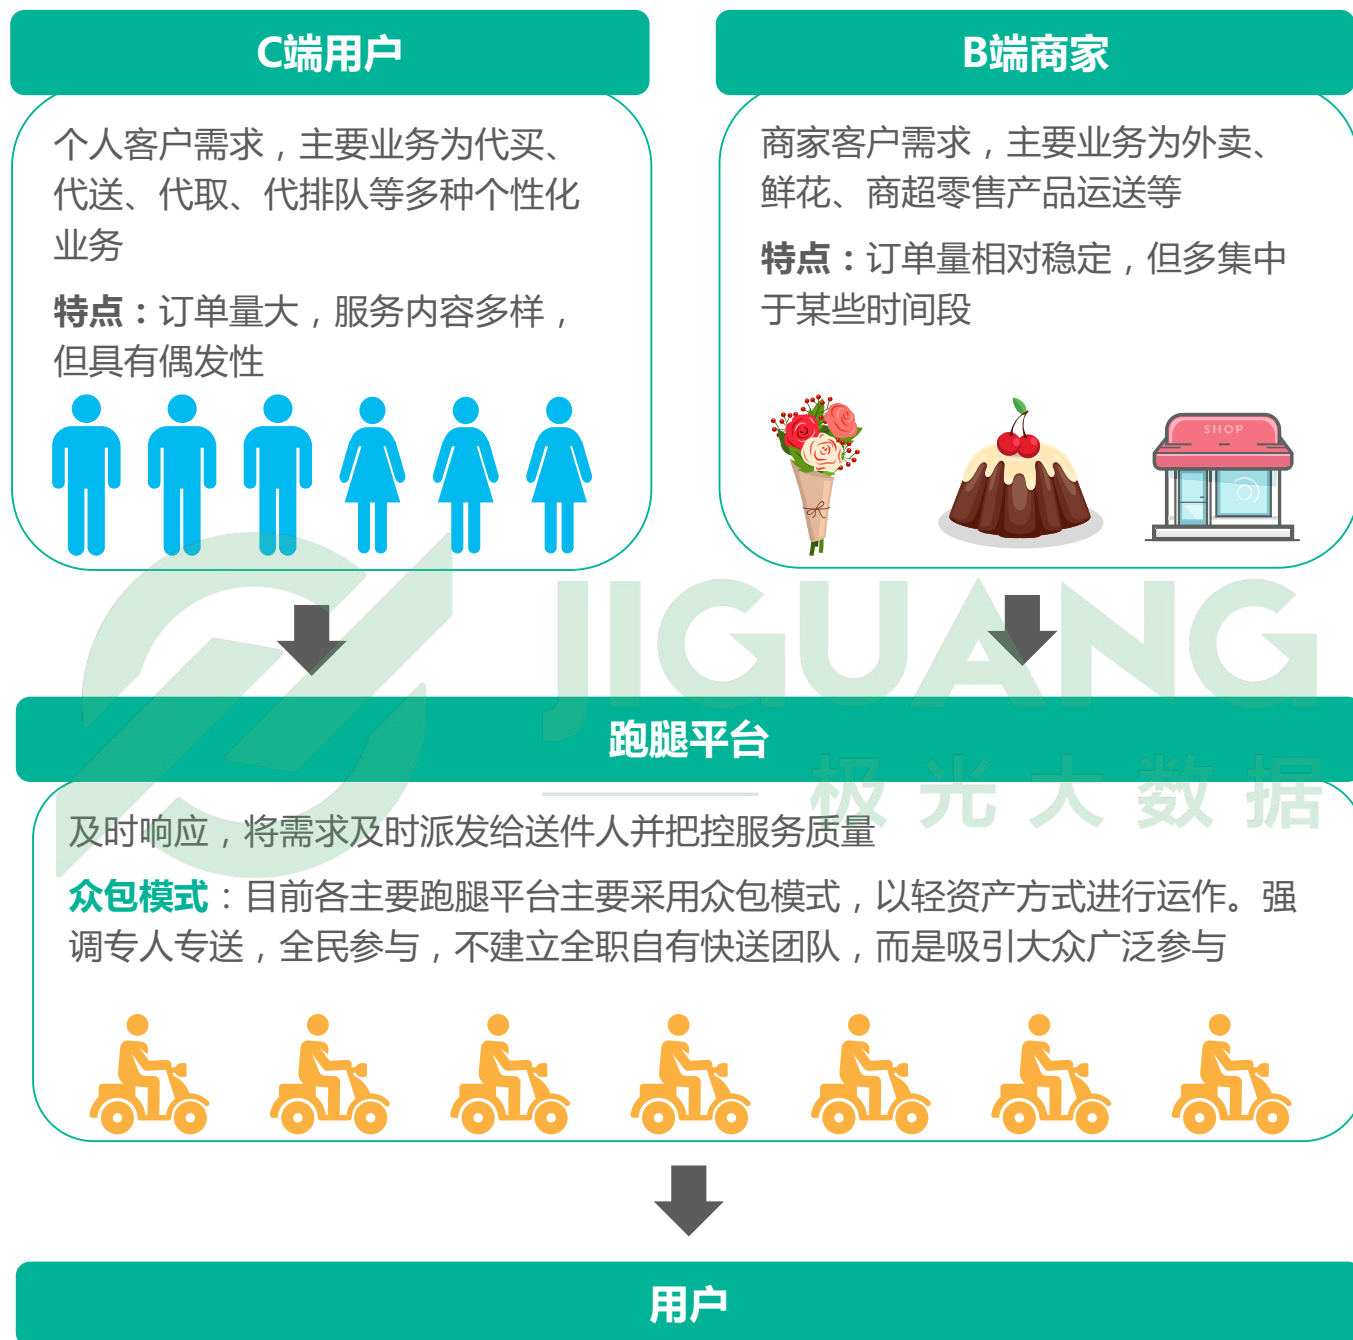 C端用户
个人客户需求，主要业务为代买、
代送、代取、代排队等多种个性化
业务
特点：订单量大，服务内容多样，
但具有偶发性
B端商家
商家客户需求，主要业务为外卖、
鲜花、商超零售产品运送等
特点：订单量相对稳定，但多集中
于某些时间段
SHOP
JIGUANG
极光大数据
跑腿平台
及时响应，将需求及时派发给送件人并把控服务质量
众包模式：目前各主要跑腿平台主要采用众包模式，以轻资产方式进行运作。强
调专人专送，全民参与，不建立全职自有快送团队，而是吸引大众广泛参与
用户